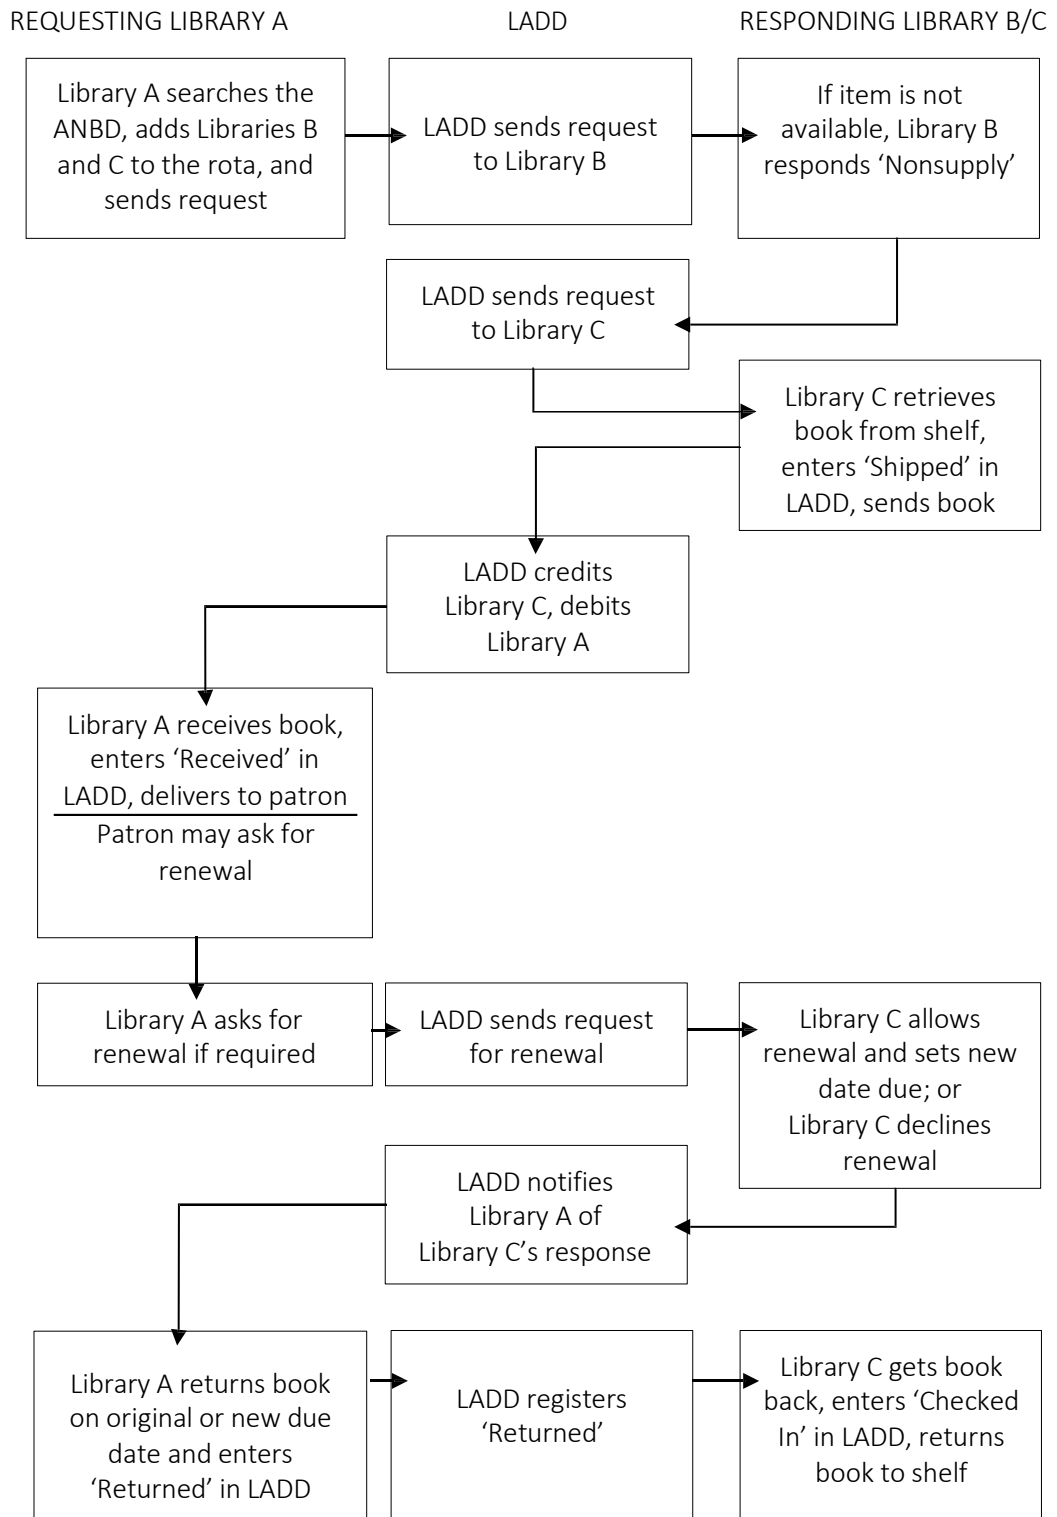 REQUESTING LIBRARY A
LADD
RESPONDING LIBRARY B/C
Library A searches the
ANBD, adds Libraries B
and C to the rota, and
sends request
LADD sends request
to Library B
If item is not
available, Library B
responds ‘Nonsupply’
LADD sends request
to Library C
Library C retrieves
book from shelf,
enters ‘Shipped’ in
LADD, sends book
LADD credits
Library C, debits
Library A
Library A receives book,
enters ‘Received’ in
LADD, delivers to patron
Patron may ask for
renewal
Library A asks for
renewal if required
LADD sends request
for renewal
Library C allows
renewal and sets new
date due; or
Library C declines
renewal
LADD notifies
Library A of
Library C’s response
Library A returns book
on original or new due
date and enters
‘Returned’ in LADD
LADD registers
‘Returned’
Library C gets book
back, enters ‘Checked
In’ in LADD, returns
book to shelf